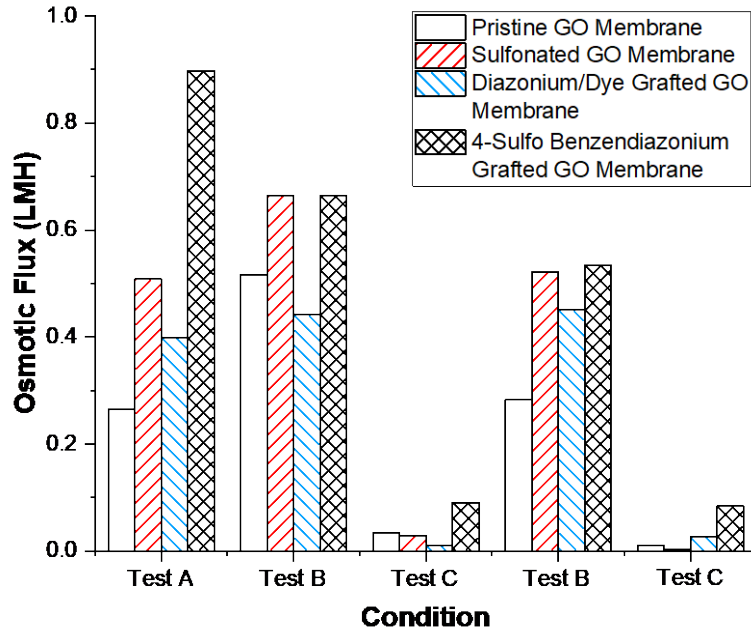 Pristine GO Membrane
Sulfonated GO Membrane
Diazonium/Dye Grafted GO
Membrane
4-Sulfo Benzendiazonium
Grafted GO Membrane
Osmotic Flux (LMH)
1.0
0.8
0.6
0.4
0.2
0.0
Test A Test B Test C Test B Test C
Condition